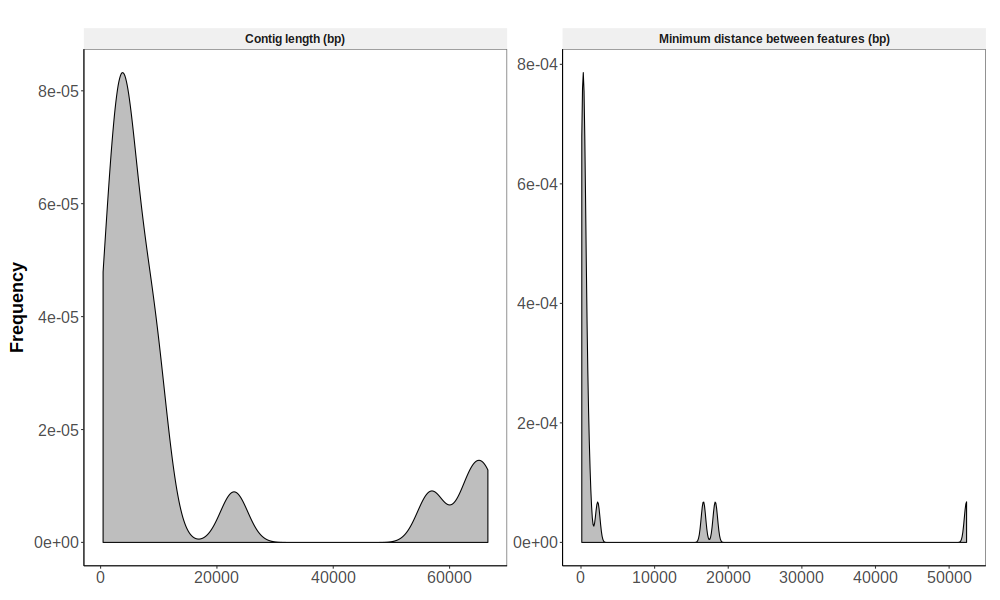 Contig length (bp)
Minimum distance between features (bp)
Frequency
8e-05
6e-05
4e-05
2e-05
0e+00
0
20000
40000
60000
8e-04
6e-04
4e-04
2e-04
0e+00
0
10000
20000
30000
40000
50000